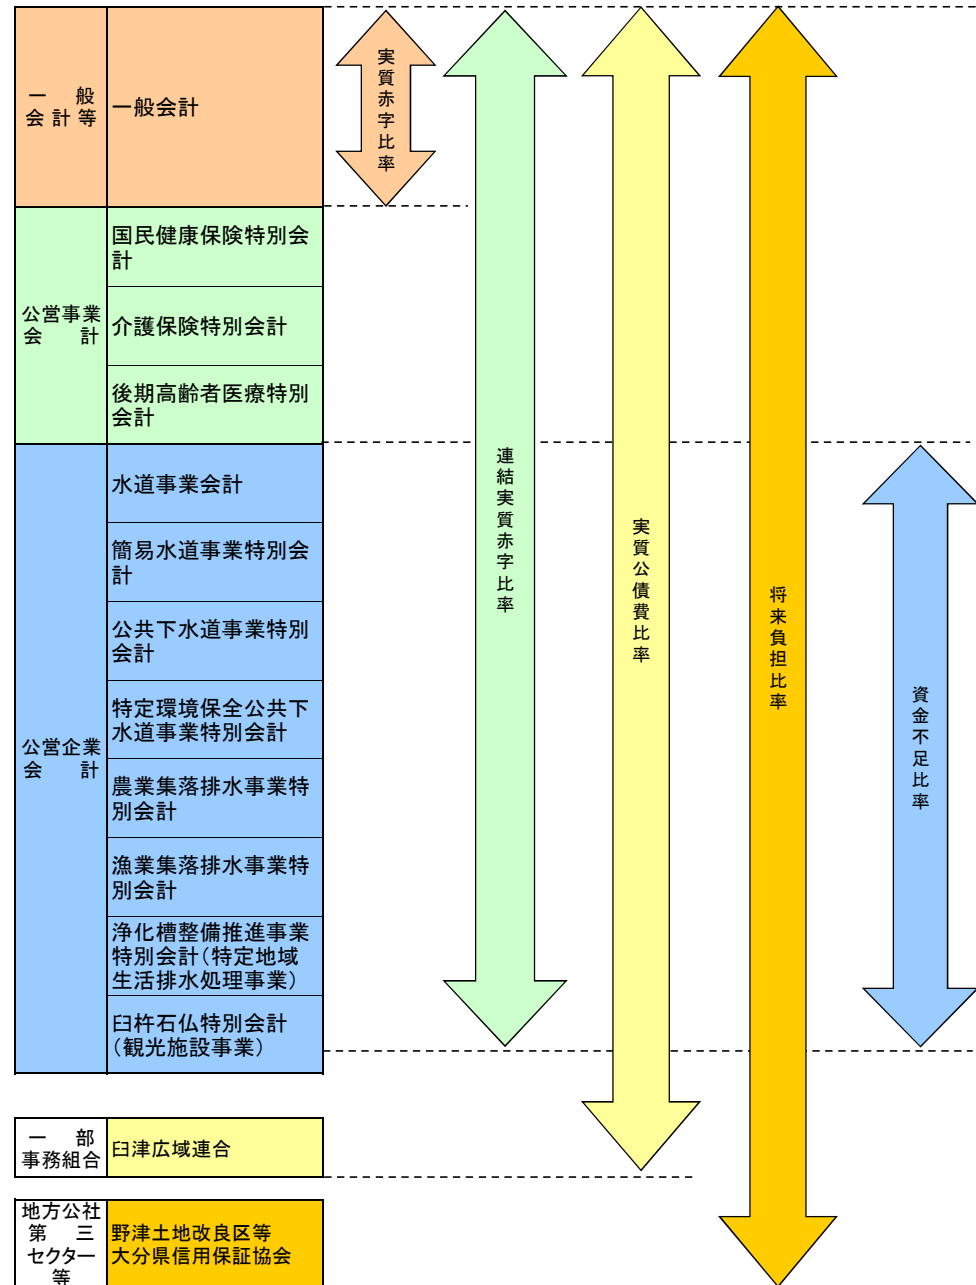 一般
会計等
一般会計
実質赤字比率
公営事業
会計
国民健康保険特別会
計
介護保険特別会計
後期高齢者医療特別
会計
公営企業
会計
水道事業会計
簡易水道事業特別会
計
公共下水道事業特別
会計
特定環境保全公共下
水道事業特別会計
農業集落排水事業特
別会計
漁業集落排水事業特
別会計
浄化槽整備推進事業
特別会計（特定地域
生活排水処理事業）
臼杵石仏特別会計
（観光施設事業）
連結実質赤字比率
実質公債費比率
将来負担比率
資金不足比率
一部
事務組合
臼津広域連合
地方公社
第三
セクター
等
野津土地改良区等
大分県信用保証協会